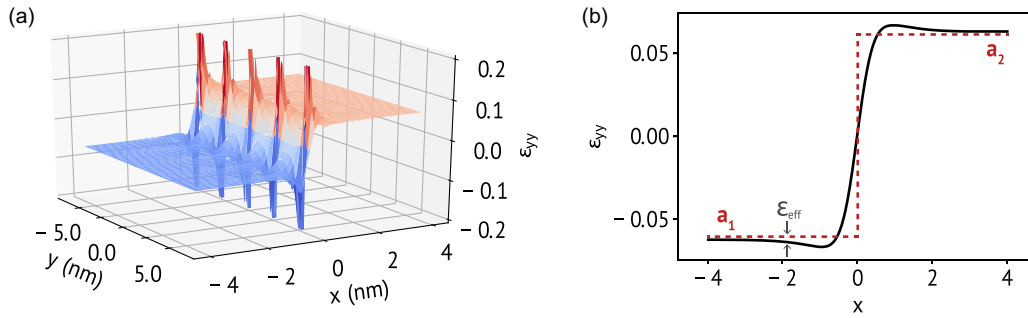 (a)
0.2
0.1
0.0
− 0.1
− 0.2
εyy
− 5.0
0.0
5.0
y (nm)
− 4
− 2
0
2
4
x (nm)
(b)
0.05
0.00
− 0.05
εyy
a1
a2
εeff
− 4
− 2
0
2
4
x